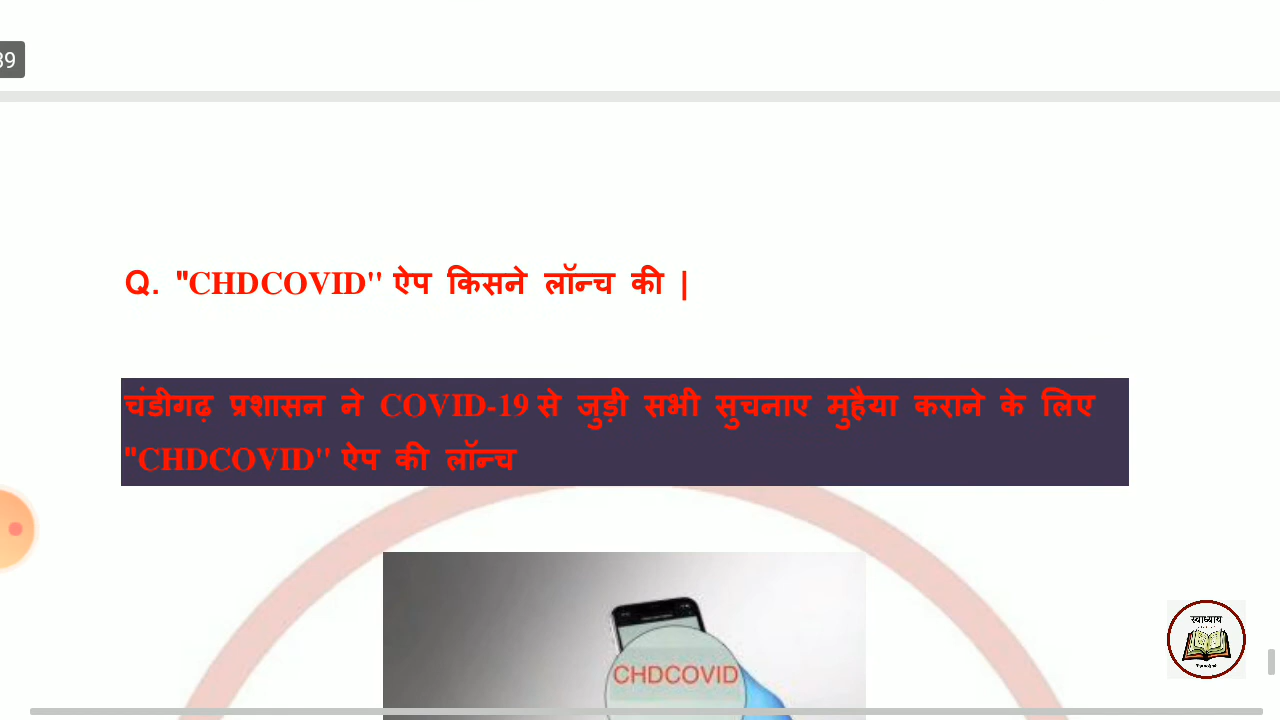 39
Q. "CHDCOVID" ऐप किसने लॉन्च की |
चंडीगढ़ प्रशासन ने COVID-19 से जुड़ी सभी सुचनाए मुहैया कराने के लिए
"CHDCOVID" ऐप की लॉन्च
CHDCOVID
स्वाध्याय